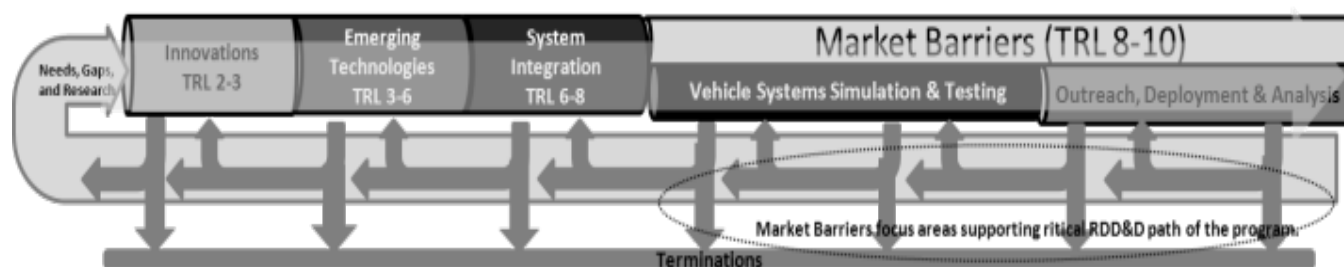 Needs, Gaps,
and Research
Innovations
TRL 2-3
Emerging
Technologies
TRL 3-6
System
Integration
TRL 6-8
Market Barriers (TRL 8-10)
Vehicle Systems Simulation & Testing
Outreach, Deployment & Analysis
Market Barriers focus areas supporting ritical RDD&D path of the program.
Terminations